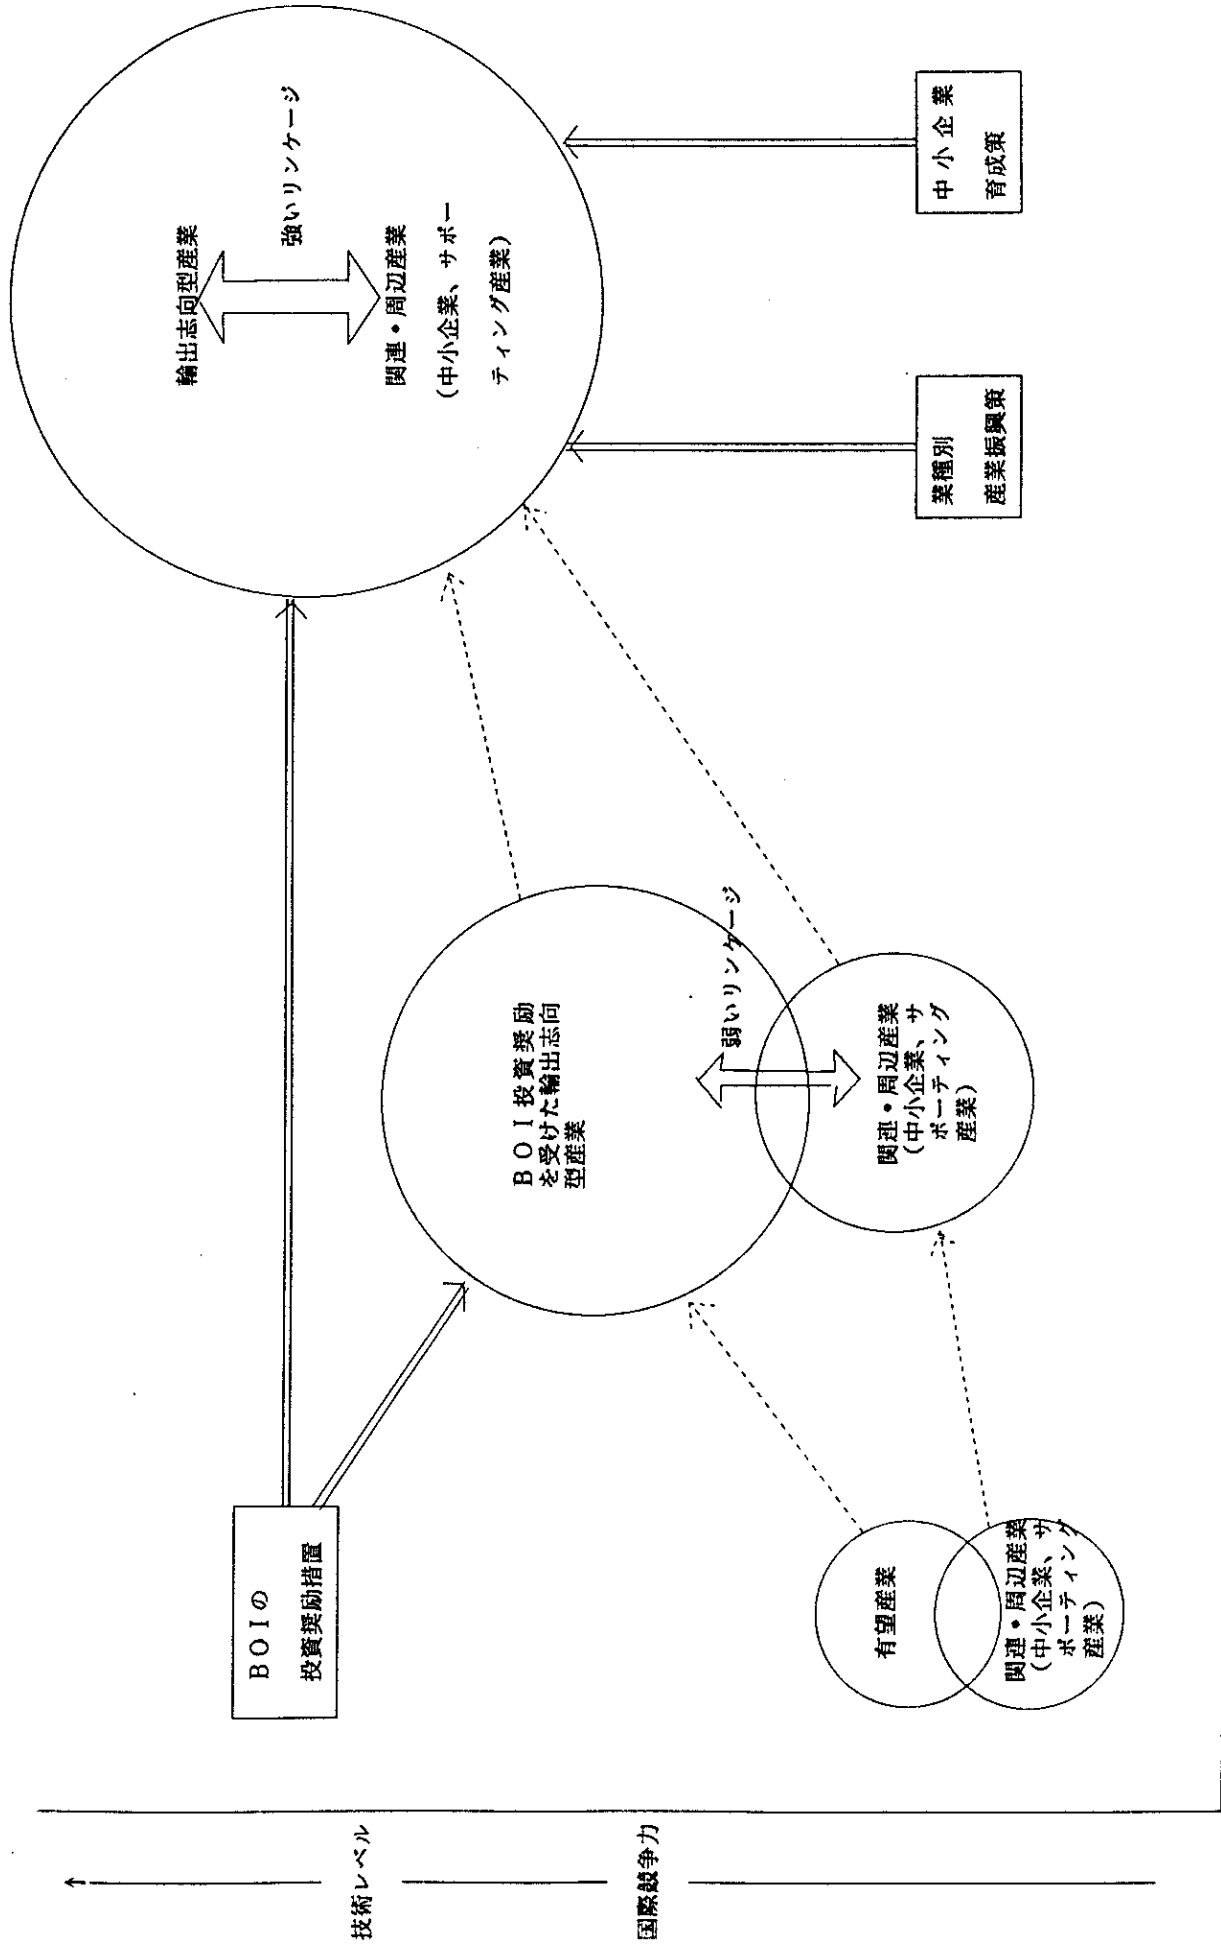 技術レベル
国際競争力
BOIの
投資奨励措置
有望産業
関連・周辺産業
(中小企業、サ
ポーティング
産業)
BOI投資奨励
を受けた輸出志向
型産業
弱いリンケージ
関連・周辺産業
(中小企業、サ
ポーティング
産業)
輸出志向型産業
強いリンケージ
関連・周辺産業
(中小企業、サポー
ティング産業)
業種別
産業振興策
中小企業
育成策